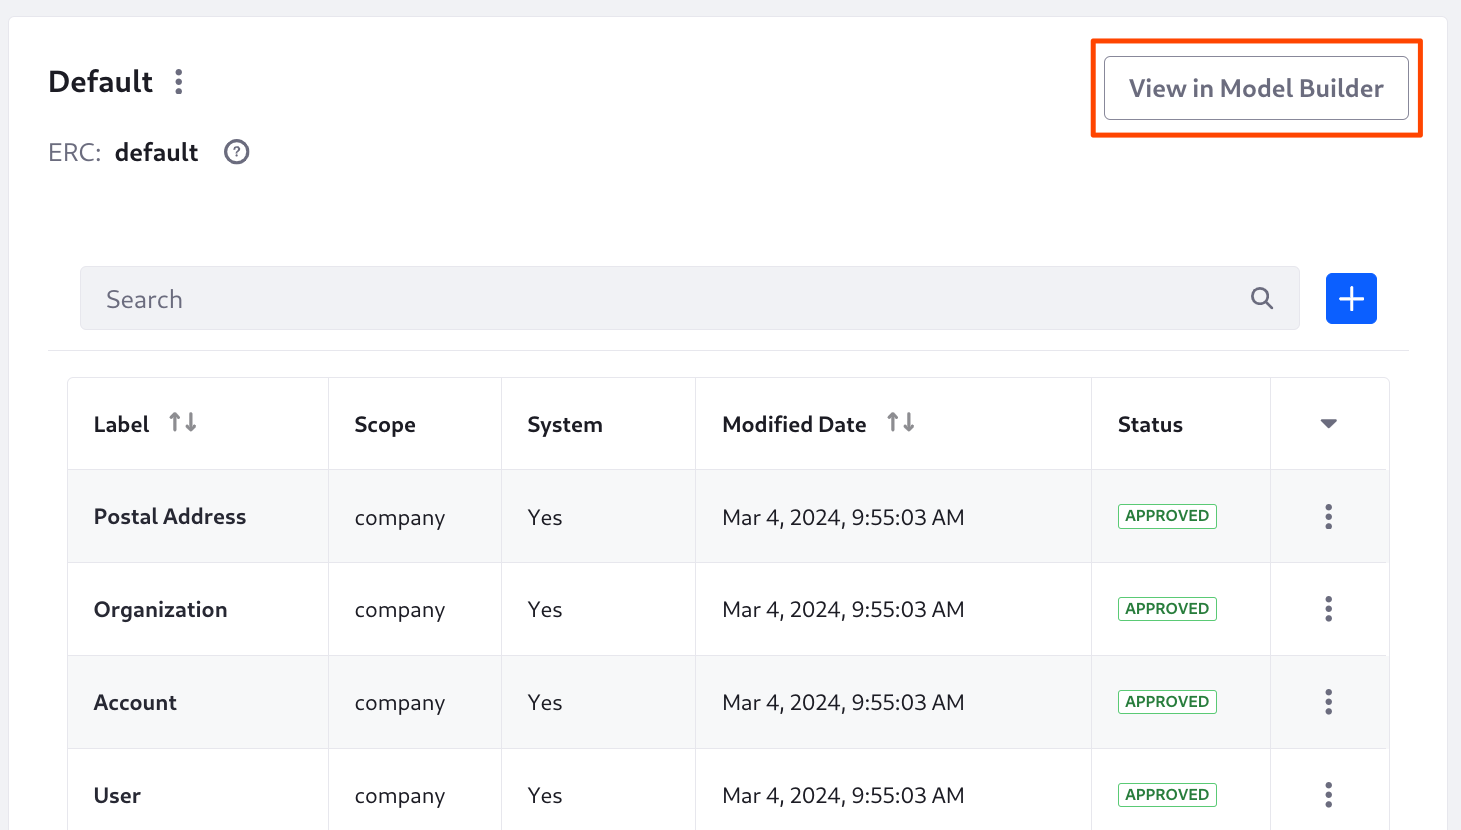 Default
View in Model Builder
ERC: default ?
Search
Label Scope System Modified Date Status
Postal Address company Yes Mar 4, 2024, 9:55:03 AM APPROVED
Organization company Yes Mar 4, 2024, 9:55:03 AM APPROVED
Account company Yes Mar 4, 2024, 9:55:03 AM APPROVED
User company Yes Mar 4, 2024, 9:55:03 AM APPROVED